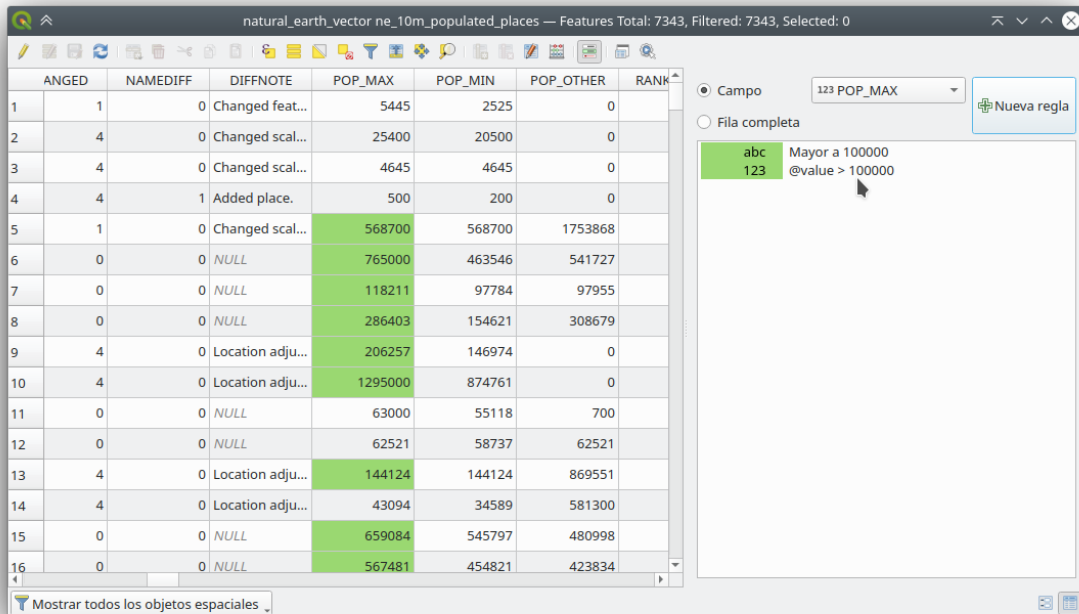 natural_earth_vector ne_10m_populated_places — Features Total: 7343, Filtered: 7343, Selected: 0
ANGED NAMEDIFF DIFFNOTE POP_MAX POP_MIN POP_OTHER RANK
1 1 0 Changed feat... 5445 2525 0
2 4 0 Changed scal... 25400 20500 0
3 4 0 Changed scal... 4645 4645 0
4 4 1 Added place. 500 200 0
5 1 0 Changed scal... 568700 568700 1753868
6 0 0 NULL 765000 463546 541727
7 0 0 NULL 118211 97784 97955
8 0 0 NULL 286403 154621 308679
9 4 0 Location adju... 206257 146974 0
10 4 0 Location adju... 1295000 874761 0
11 0 0 NULL 63000 55118 700
12 0 0 NULL 62521 58737 62521
13 4 0 Location adju... 144124 144124 869551
14 4 0 Location adju... 43094 34589 581300
15 0 0 NULL 659084 545797 480998
16 0 0 NULL 567481 454821 423834
Campo 123 POP_MAX
Nueva regla
Fila completa
abc Mayor a 100000
123 @value > 100000
Mostrar todos los objetos espaciales